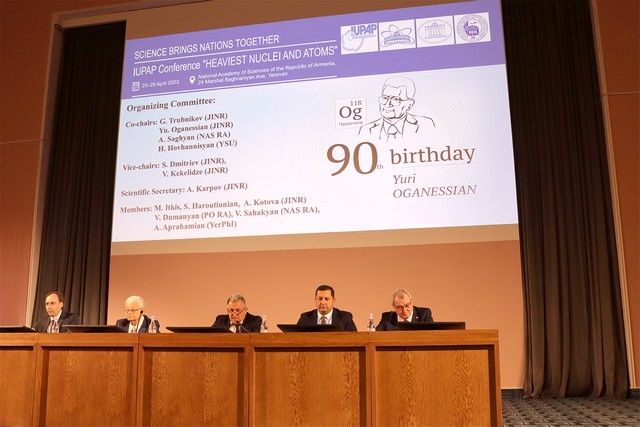 SCIENCE BRINGS NATIONS TOGETHER
IUPAP Conference "HEAVIEST NUCLEI AND ATOMS"
25-29 April 2023
National Academy of Sciences of the Republic of Armenia,
24 Marshal Baghramyan Ave, Yerevan
IUPAP
Organizing Committee:
Co-chairs: G. Trubnikov (JINR)
Yu. Oganessian (JINR)
A. Saghyan (NAS RA)
H. Hovhannisyan (YSU)
Vice-chairs: S. Dmitriev (JINR),
V. Kekelidze (JINR)
Scientific Secretary: A. Karpov (JINR)
Members: M. Itkis, S. Haroutiunian, A. Kotova (JINR)
V. Dumanyan (PO RA), V. Sahakyan (NAS RA),
A. Aprahamian (YerPhI)
118
Og
Oganesson
90th birthday
Yuri
OGANESSIAN